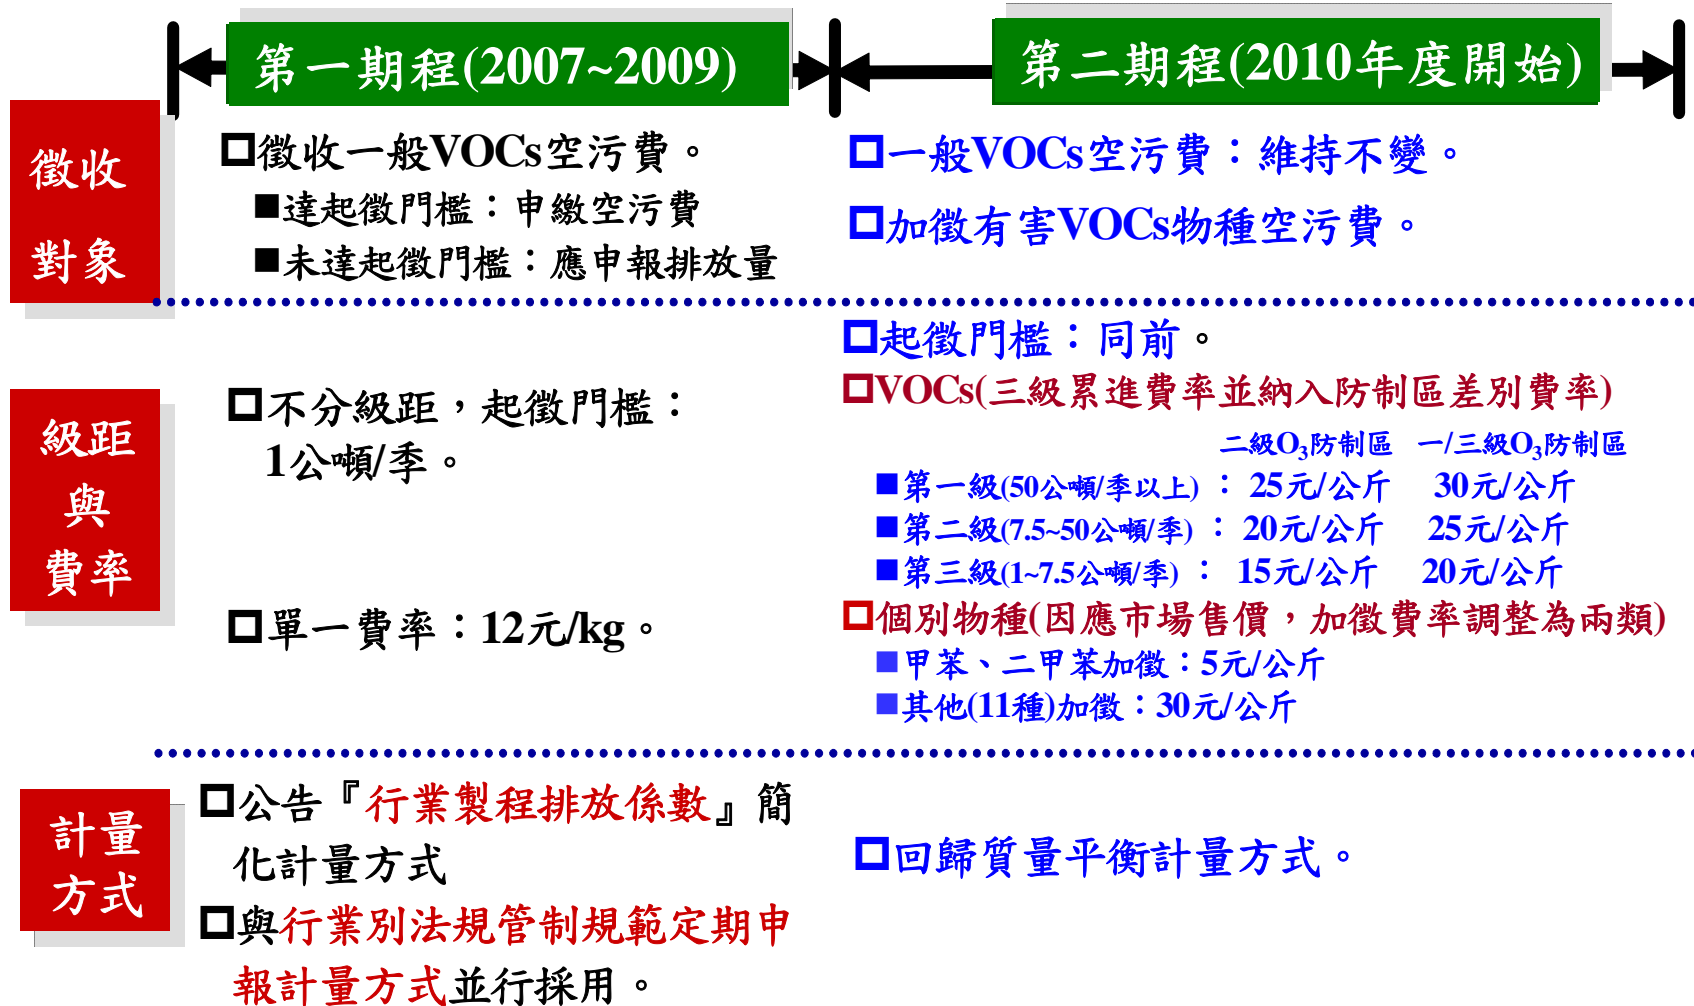 第一期程(2007~2009)
第二期程(2010年度開始)
徵收
對象
□徵收一般VOCs空污費。
■達起徵門檻：申繳空污費
■未達起徵門檻：應申報排放量
□一般VOCs空污費：維持不變。
□加徵有害VOCs物種空污費。
級距
與
費率
□不分級距，起徵門檻：
1公噸/季。
□單一費率：12元/kg。
□起徵門檻：同前。
□VOCs(三級累進費率並納入防制區差別費率)
二級O₃防制區 一/三級O₃防制區
■第一級(50公噸/季以上)：25元/公斤 30元/公斤
■第二級(7.5~50公噸/季)：20元/公斤 25元/公斤
■第三級(1~7.5公噸/季)：15元/公斤 20元/公斤
□個別物種(因應市場售價，加徵費率調整為兩類)
■甲苯、二甲苯加徵：5元/公斤
■其他(11種)加徵：30元/公斤
計量
方式
□公告『行業製程排放係數』簡
化計量方式
□與行業別法規管制規範定期申
報計量方式並行採用。
□回歸質量平衡計量方式。